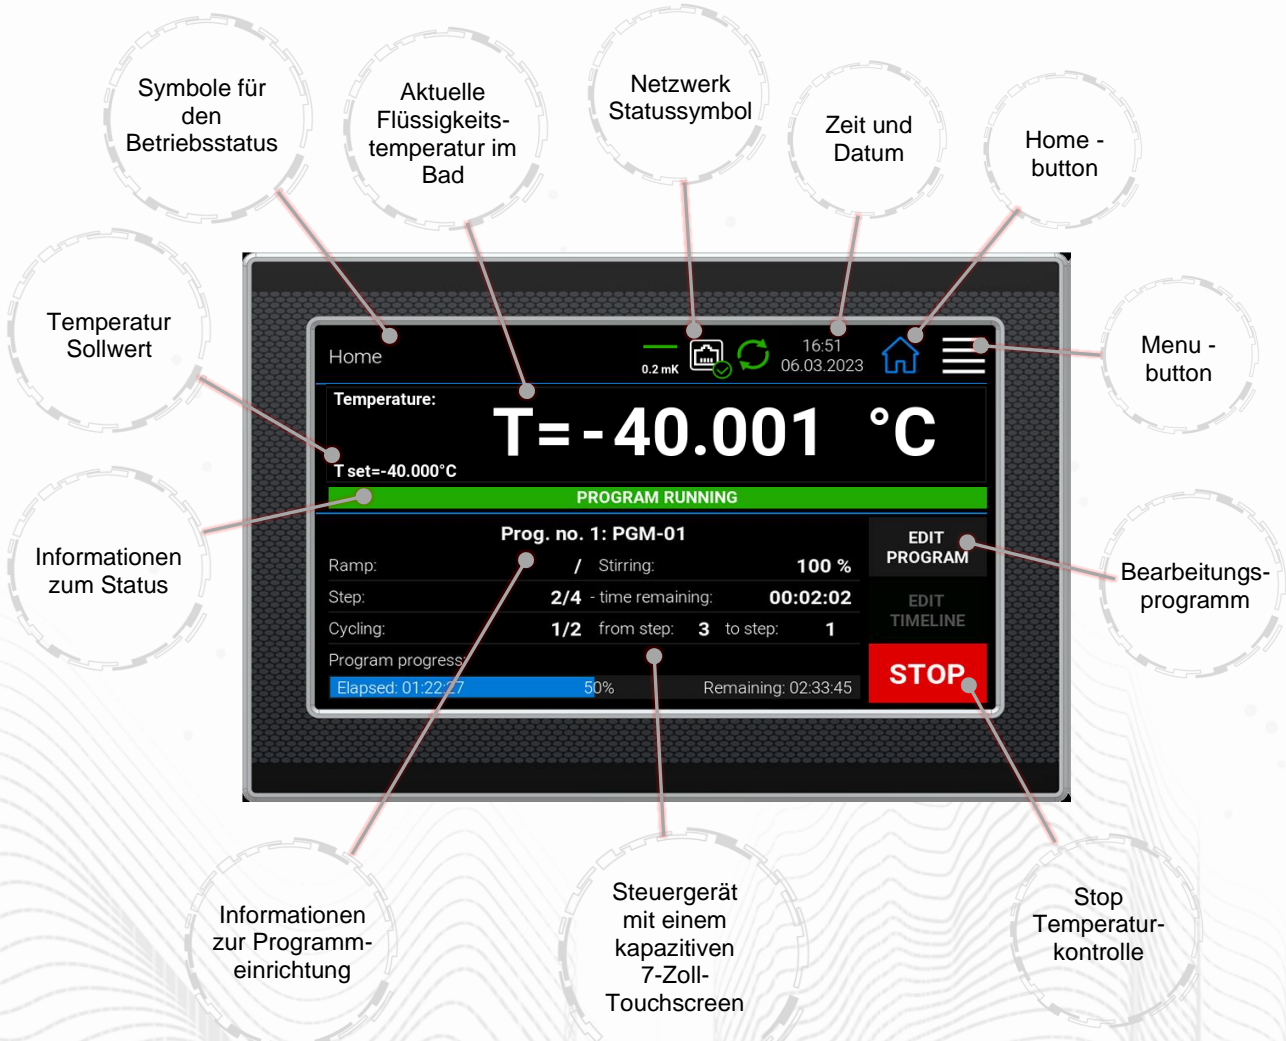 Symbole für
den
Betriebsstatus
Aktuelle
Flüssigkeits-
temperatur im
Bad
Netzwerk
Statussymbol
Zeit und
Datum
Home -
button
Temperatur
Sollwert
Menu -
button
Informationen
zum Status
Bearbeitungs-
programm
Home
0.2 mK
16:51
06.03.2023
Temperature:
T= - 40.001 °C
T set=-40.000°C
PROGRAM RUNNING
Prog. no. 1: PGM-01
Ramp: / Stirring: 100 %
Step: 2/4 - time remaining: 00:02:02
Cycling: 1/2 from step: 3 to step: 1
Program progress:
Elapsed: 01:22:27 50% Remaining: 02:33:45
EDIT
PROGRAM
EDIT
TIMELINE
STOP
Informationen
zur Programm-
einrichtung
Steuergerät
mit einem
kapazitiven
7-Zoll-
Touchscreen
Stop
Temperatur-
kontrolle